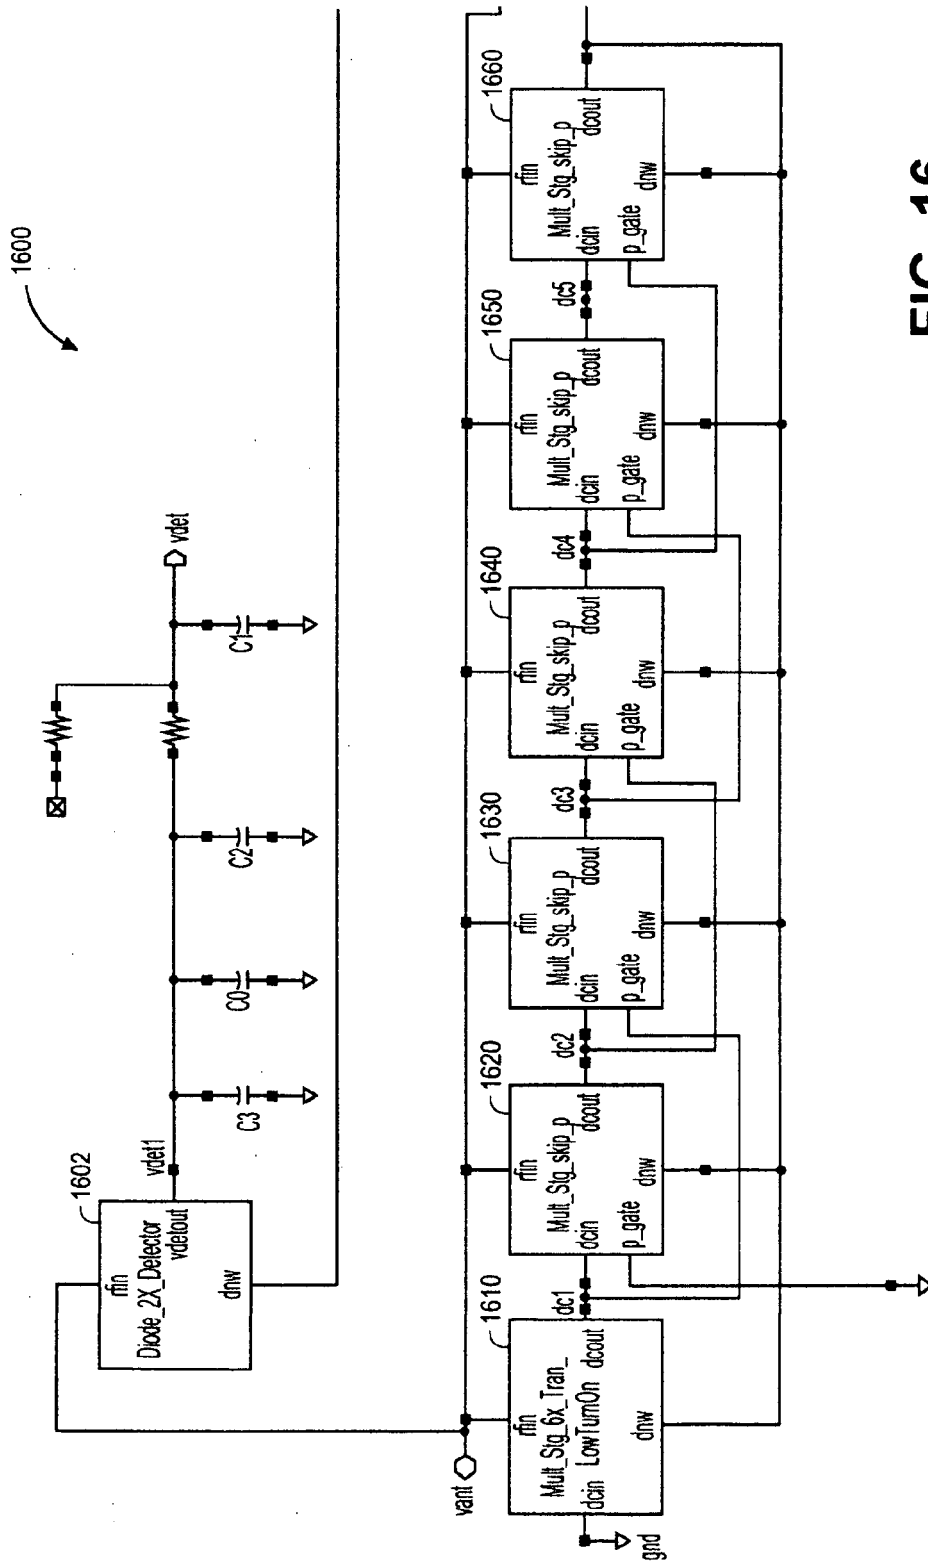 1600
1602
rfin
Diode_2X_Detector
vdetout
dnw
vdet1
C3
C0
C2
C1
vdet
vant
1610
rfin
Mult_Stg_6x_Tran_
LowTurnOn
dcin
dcout
dnw
gnd
dc1
1620
rfin
Mult_Stg_skip_p
dcin
dcout
p_gate
dnw
dc2
1630
rfin
Mult_Stg_skip_p
dcin
dcout
p_gate
dnw
dc3
1640
rfin
Mult_Stg_skip_p
dcin
dcout
p_gate
dnw
dc4
1650
rfin
Mult_Stg_skip_p
dcin
dcout
p_gate
dnw
dc5
1660
rfin
Mult_Stg_skip_p
dcin
dcout
p_gate
dnw
FIG. 16